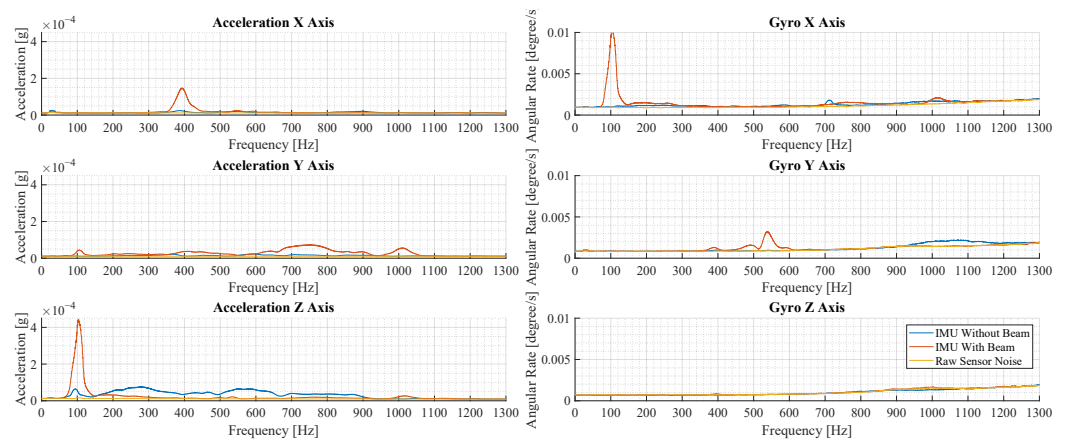 Acceleration X Axis
×10⁻⁴
4
2
0
Acceleration [g]
0 100 200 300 400 500 600 700 800 900 1000 1100 1200 1300
Frequency [Hz]
Gyro X Axis
0.01
0.005
0
Angular Rate [degree/s]
0 100 200 300 400 500 600 700 800 900 1000 1100 1200 1300
Frequency [Hz]
Acceleration Y Axis
×10⁻⁴
4
2
0
Acceleration [g]
0 100 200 300 400 500 600 700 800 900 1000 1100 1200 1300
Frequency [Hz]
Gyro Y Axis
0.01
0.005
0
Angular Rate [degree/s]
0 100 200 300 400 500 600 700 800 900 1000 1100 1200 1300
Frequency [Hz]
Acceleration Z Axis
×10⁻⁴
4
2
0
Acceleration [g]
0 100 200 300 400 500 600 700 800 900 1000 1100 1200 1300
Frequency [Hz]
Gyro Z Axis
0.01
0.005
0
Angular Rate [degree/s]
IMU Without Beam
IMU With Beam
Raw Sensor Noise
0 100 200 300 400 500 600 700 800 900 1000 1100 1200 1300
Frequency [Hz]